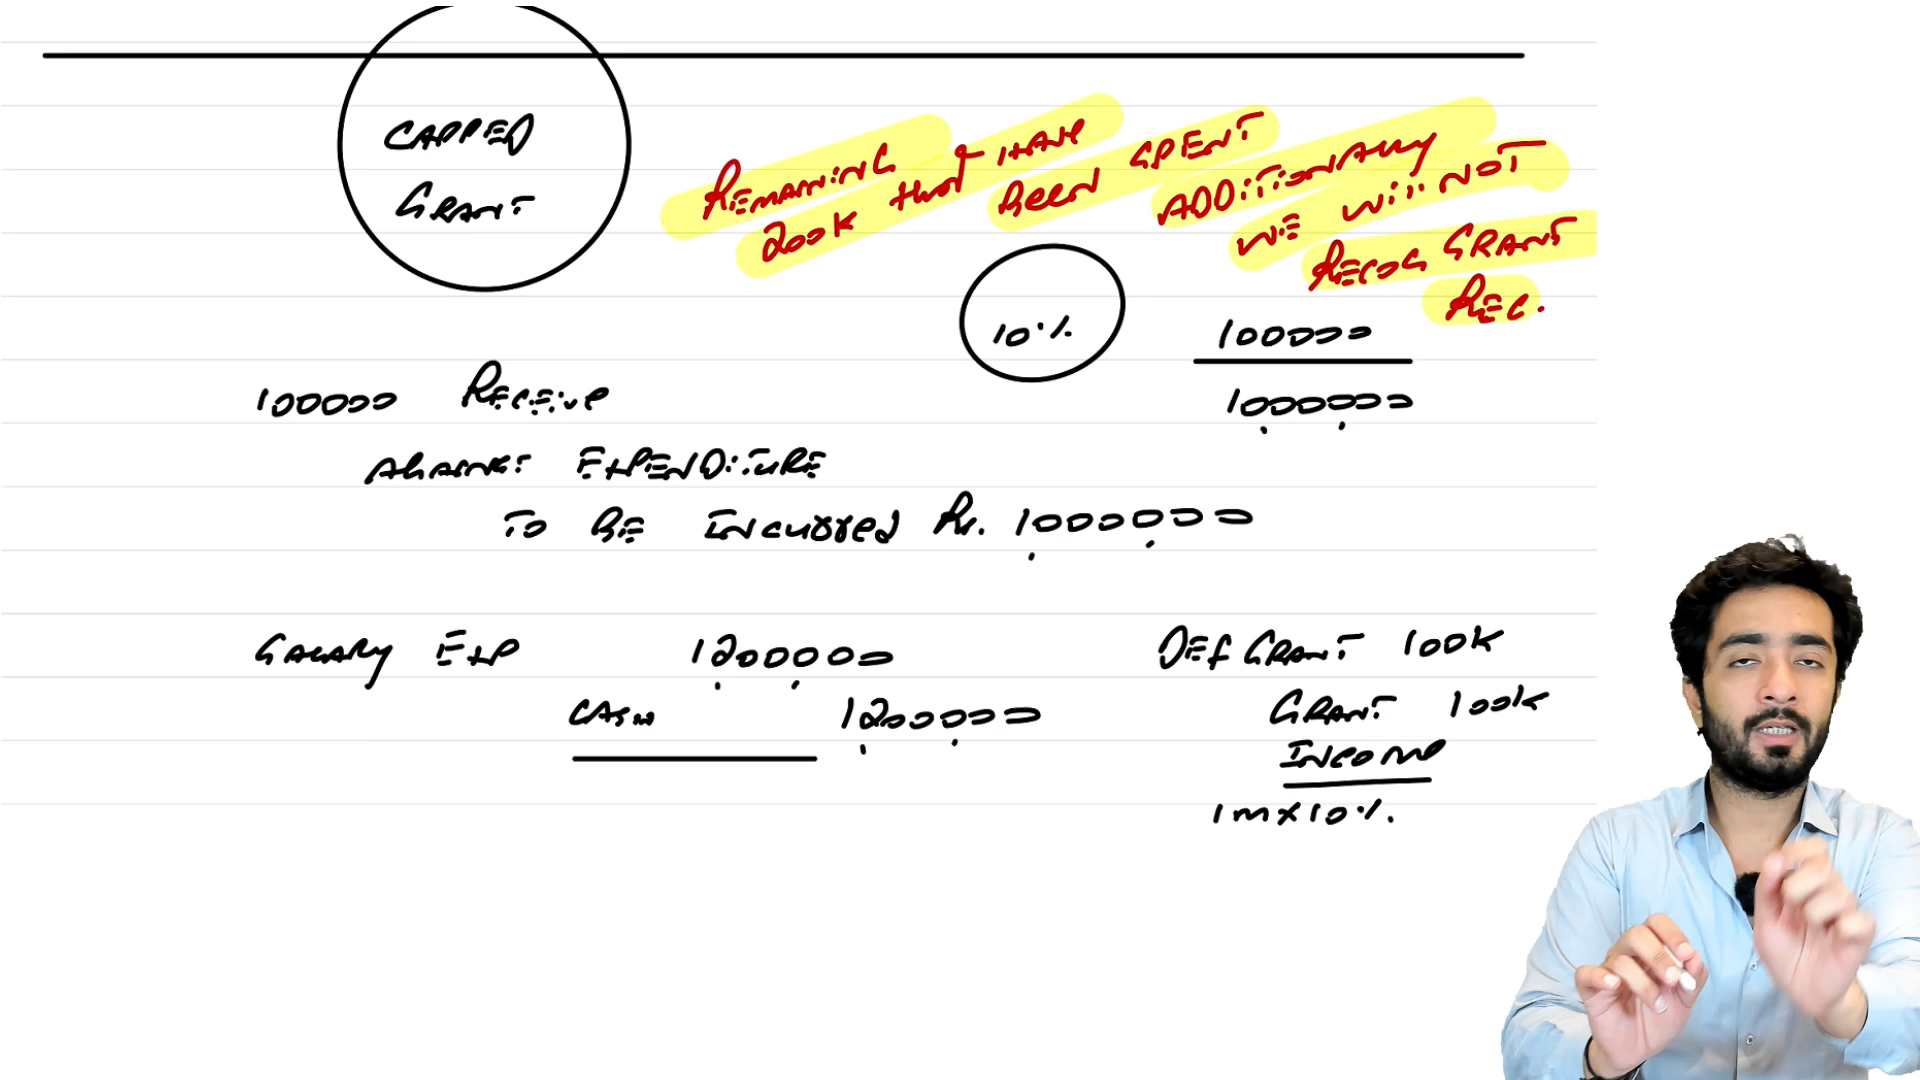 CAPPED
GRANT
REMAINING
200K that have
been SPENT
ADDITIONALLY
WE WILL NOT
RECOG GRANT
REC.
10%
100000
1000000
100000 Receive
AGAINST EXPENDITURE
TO BE INCURRED Rs. 1000000
SALARY EXP 1200000
CASH 1200000
DEF GRANT 100K
GRANT 100K
INCOME
1m x 10%